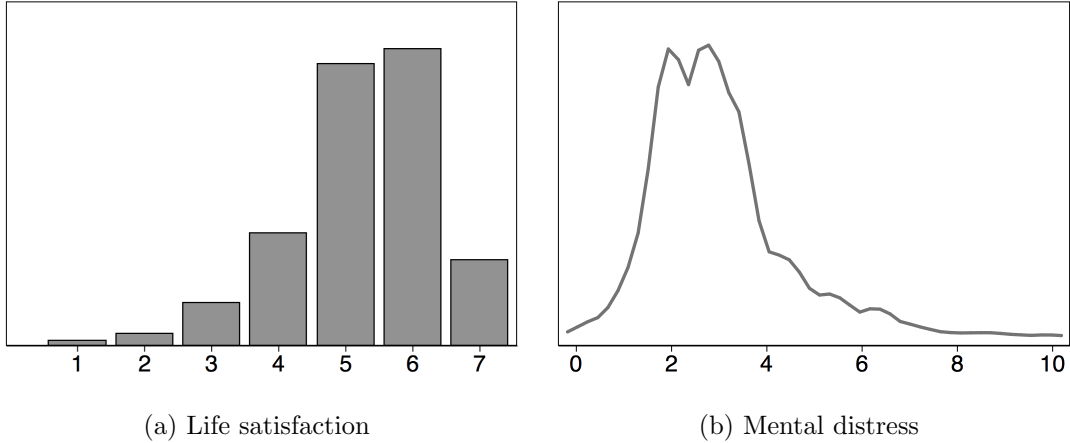 1 2 3 4 5 6 7
(a) Life satisfaction
0 2 4 6 8 10
(b) Mental distress